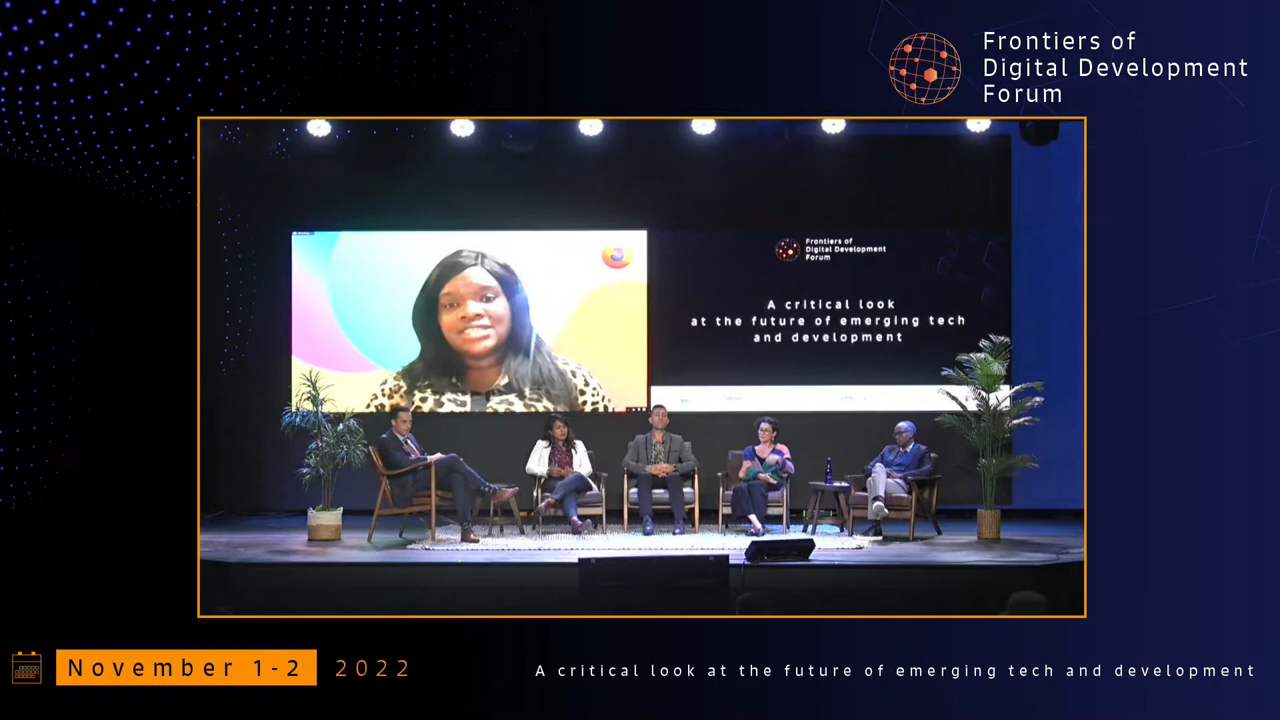 Frontiers of
Digital Development
Forum
Frontiers of
Digital Development
Forum
A critical look
at the future of emerging tech
and development
November 1-2 2022
A critical look at the future of emerging tech and development